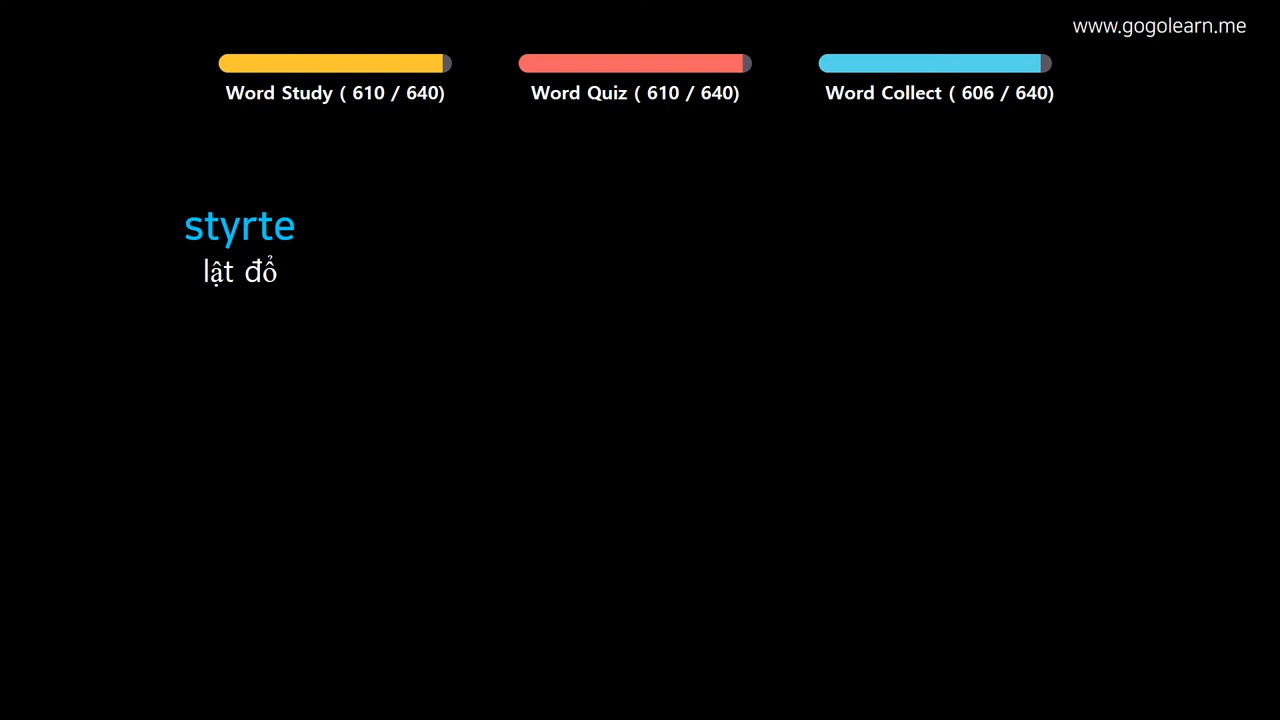 www.gogolearn.me
Word Study ( 610 / 640)
Word Quiz ( 610 / 640)
Word Collect ( 606 / 640)
styrte
lật đổ